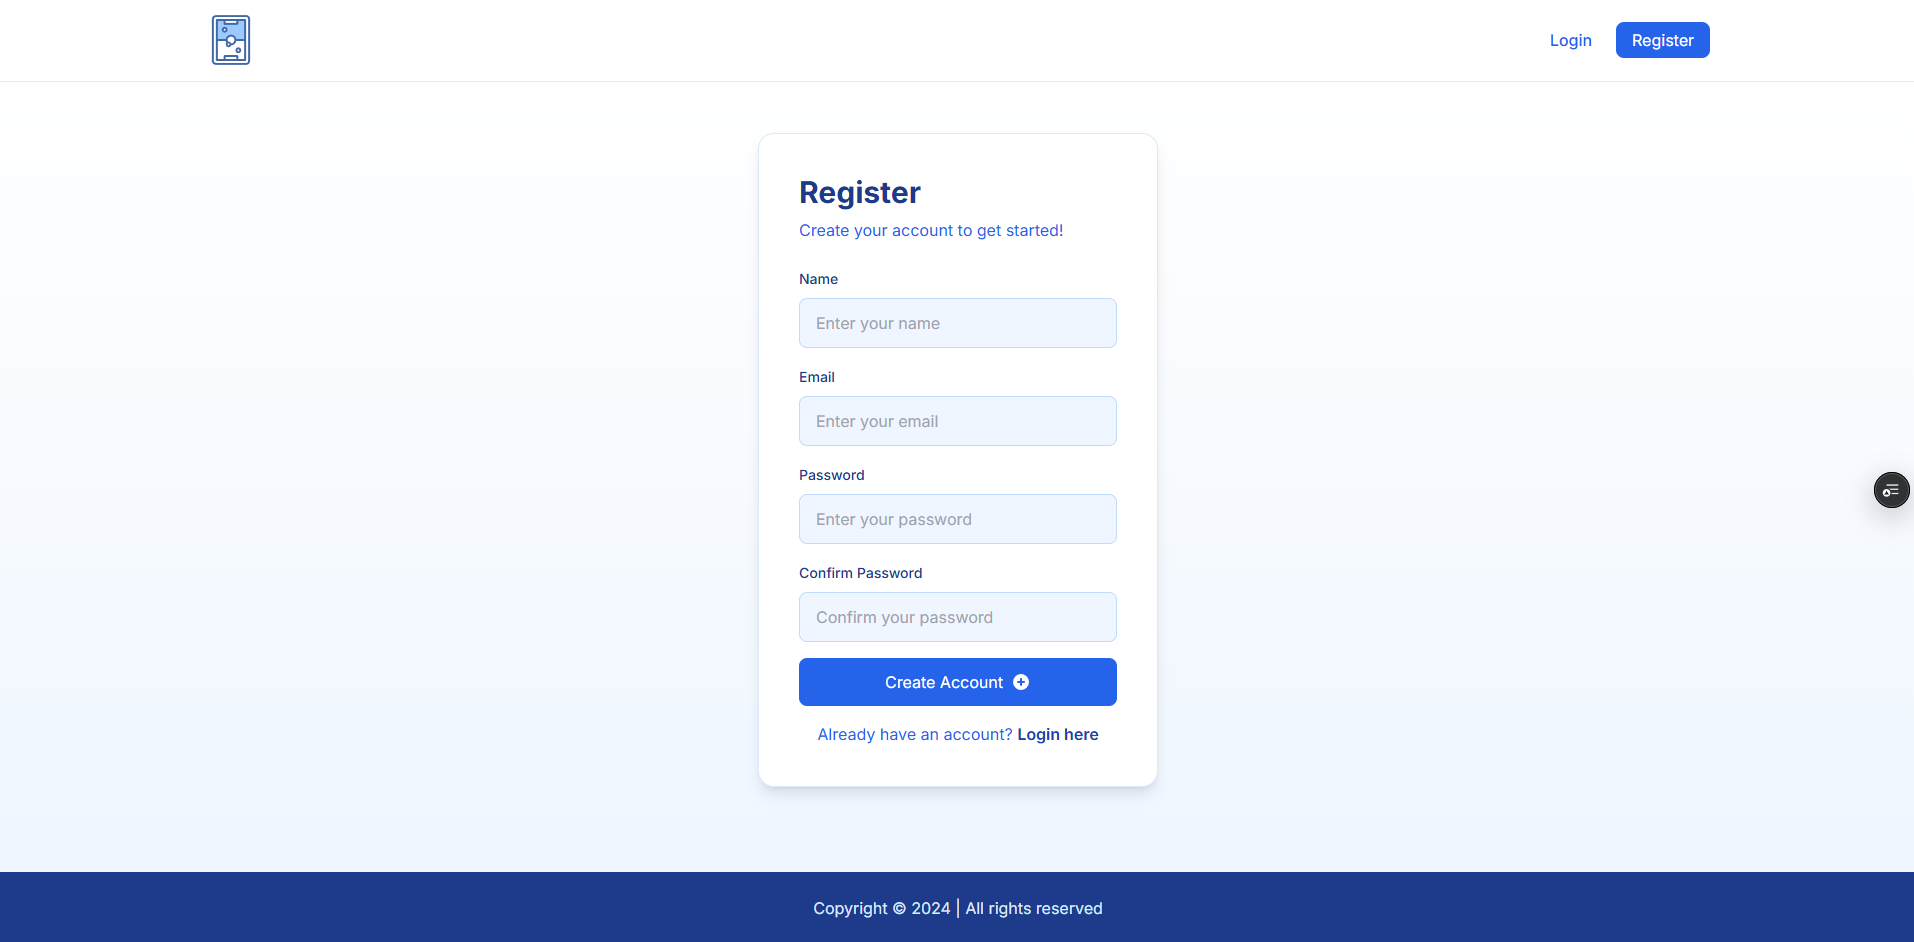 Login
Register
Register
Create your account to get started!
Name
Enter your name
Email
Enter your email
Password
Enter your password
Confirm Password
Confirm your password
Create Account
Already have an account? Login here
Copyright © 2024 | All rights reserved